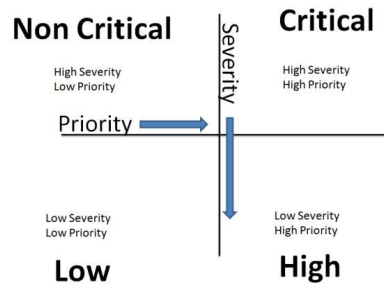 Non Critical
Critical
High Severity
Low Priority
Severity
High Severity
High Priority
Priority
Low Severity
Low Priority
Low Severity
High Priority
Low
High